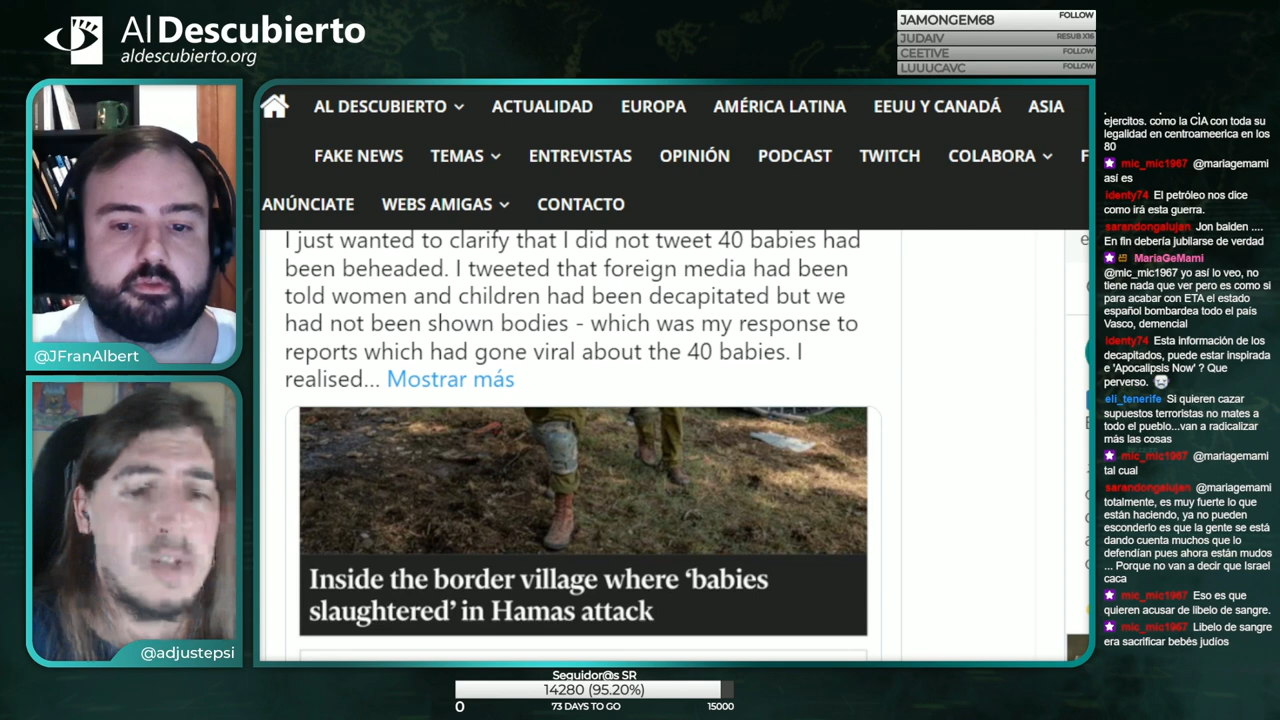 Al Descubierto
aldescubierto.org
JAMONGEM68 FOLLOW
JUDAIV RESUB X16
CEETIVE FOLLOW
LUUUCAVC FOLLOW
AL DESCUBIERTO ACTUALIDAD EUROPA AMÉRICA LATINA EEUU Y CANADÁ ASIA
FAKE NEWS TEMAS ENTREVISTAS OPINIÓN PODCAST TWITCH COLABORA F
ANÚNCIATE WEBS AMIGAS CONTACTO
I just wanted to clarify that I did not tweet 40 babies had
been beheaded. I tweeted that foreign media had been
told women and children had been decapitated but we
had not been shown bodies - which was my response to
reports which had gone viral about the 40 babies. I
realised... Mostrar más
Inside the border village where ‘babies
slaughtered’ in Hamas attack
@JFranAlbert
@adjustepsi
ejercitos. como la CIA con toda su
legalidad en centroameerica en los
80
mic_mic1967 @mariagemami
así es
Identy74 El petróleo nos dice
como irá esta guerra.
sarandongalujan Jon balden ....
En fin debería jubilarse de verdad
MariaGeMami
@mic_mic1967 yo así lo veo, no
tiene nada que ver pero es como si
para acabar con ETA el estado
español bombardea todo el país
Vasco, demencial
Identy74 Esta información de los
decapitados, puede estar inspirada
e 'Apocalipsis Now' ? Que
perverso.
eli_tenerife Si quieren cazar
supuestos terroristas no mates a
todo el pueblo...van a radicalizar
más las cosas
mic_mic1967 @mariagemami
tal cual
sarandongalujan @mariagemami
totalmente, es muy fuerte lo que
están haciendo, ya no pueden
esconderlo es que la gente se está
dando cuenta muchos que lo
defendían pues ahora están mudos
... Porque no van a decir que Israel
caca
mic_mic1967 Eso es que
quieren acusar de libelo de sangre.
mic_mic1967 Libelo de sangre
era sacrificar bebés judíos
Seguidor@s SR
14280 (95.20%)
0 73 DAYS TO GO 15000